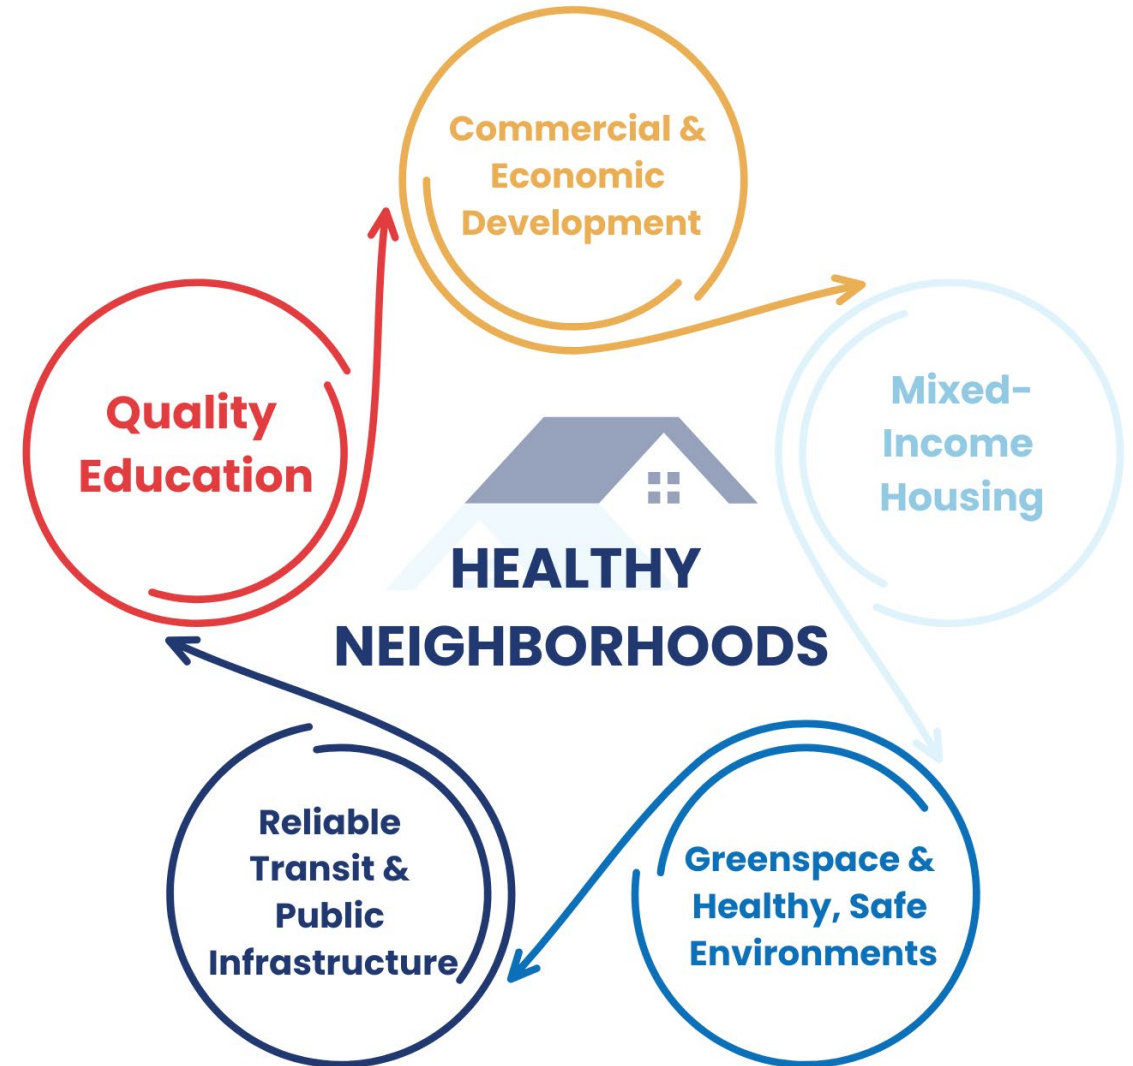 Commercial &
Economic
Development
Quality
Education
Mixed-
Income
Housing
HEALTHY
NEIGHBORHOODS
Reliable
Transit &
Public
Infrastructure
Greenspace &
Healthy, Safe
Environments